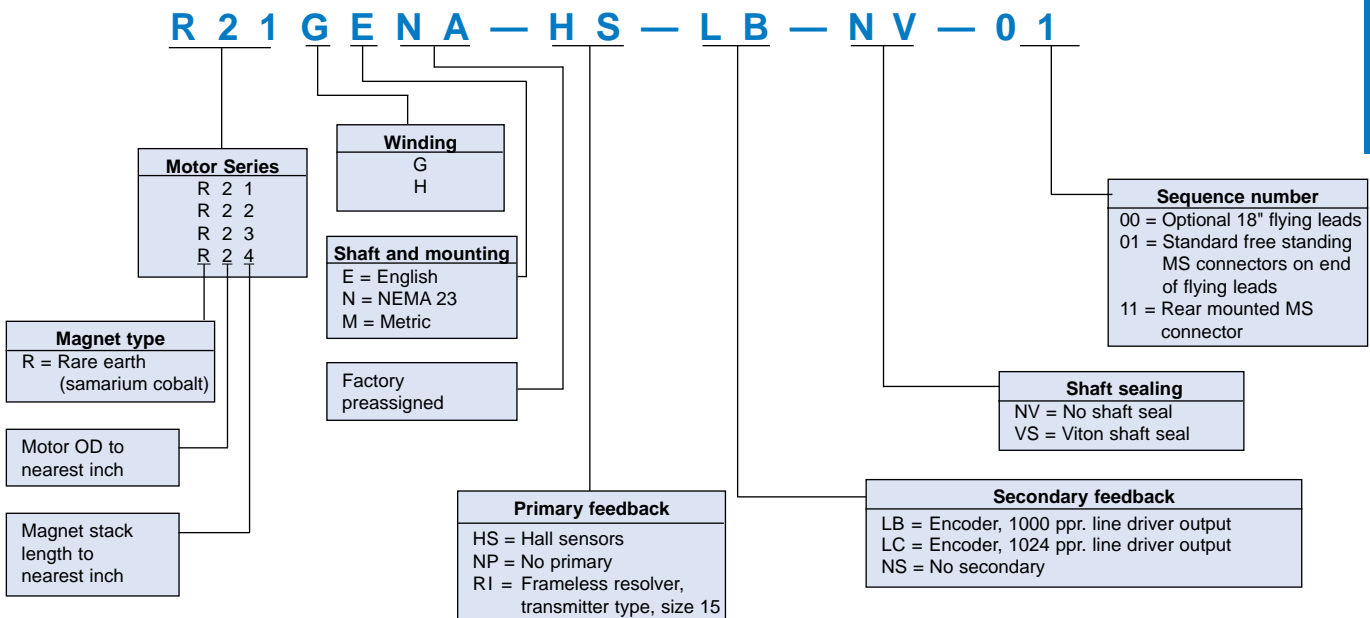 R 2 1 G E N A — H S — L B — N V — 0 1
Winding
G
H
Motor Series
R 2 1
R 2 2
R 2 3
R 2 4
Sequence number
00 = Optional 18" flying leads
01 = Standard free standing
MS connectors on end
of flying leads
11 = Rear mounted MS
connector
Shaft and mounting
E = English
N = NEMA 23
M = Metric
Magnet type
R = Rare earth
(samarium cobalt)
Factory
preassigned
Shaft sealing
NV = No shaft seal
VS = Viton shaft seal
Motor OD to
nearest inch
Primary feedback
HS = Hall sensors
NP = No primary
RI = Frameless resolver,
transmitter type, size 15
Secondary feedback
LB = Encoder, 1000 ppr. line driver output
LC = Encoder, 1024 ppr. line driver output
NS = No secondary
Magnet stack
length to
nearest inch